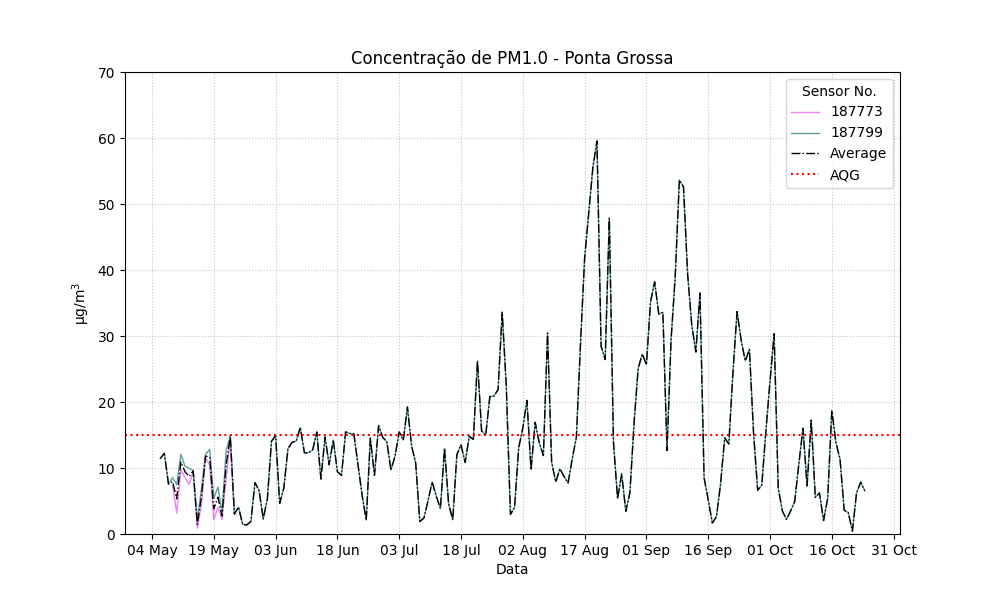 Concentração de PM1.0 - Ponta Grossa
Sensor No.
187773
187799
Average
AQG
70
60
50
40
30
20
10
0
µg/m³
04 May 19 May 03 Jun 18 Jun 03 Jul 18 Jul 02 Aug 17 Aug 01 Sep 16 Sep 01 Oct 16 Oct 31 Oct
Data